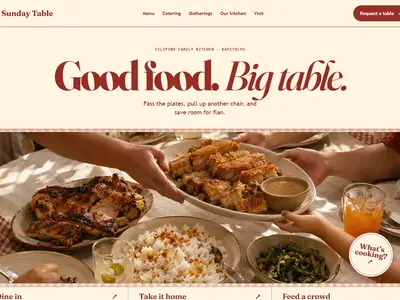 Sunday Table
Menu Catering Gatherings Our kitchen Visit
Request a table
FILIPINO FAMILY KITCHEN · KAPITOLYO
Good food. Big table.
Pass the plates, pull up another chair, and
save room for flan.
What's
cooking?
Dine in
Take it home
Feed a crowd